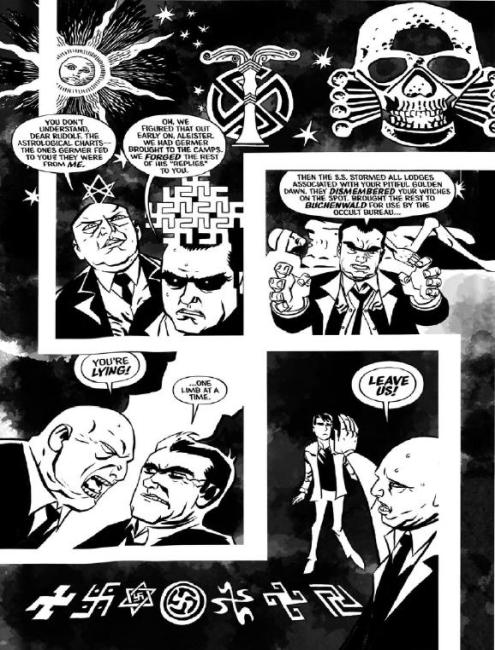 YOU DON'T
UNDERSTAND,
DEAR RUDOLF. THE
ASTROLOGICAL CHARTS--
THE ONES GERMER FED
TO YOU? THEY WERE
FROM ME.
OH, WE
FIGURED THAT OUT
EARLY ON, ALEISTER.
WE HAD GERMER
BROUGHT TO THE CAMPS.
WE FORGED THE REST
OF HIS "REPLIES"
TO YOU.
THEN THE S.S. STORMED ALL LODGES
ASSOCIATED WITH YOUR PITIFUL GOLDEN
DAWN. THEY DISMEMBERED YOUR WITCHES
ON THE SPOT. BROUGHT THE REST TO
BUCHENWALD FOR USE BY THE
OCCULT BUREAU...
YOU'RE
LYING!
...ONE
LIMB AT A
TIME.
LEAVE
US!